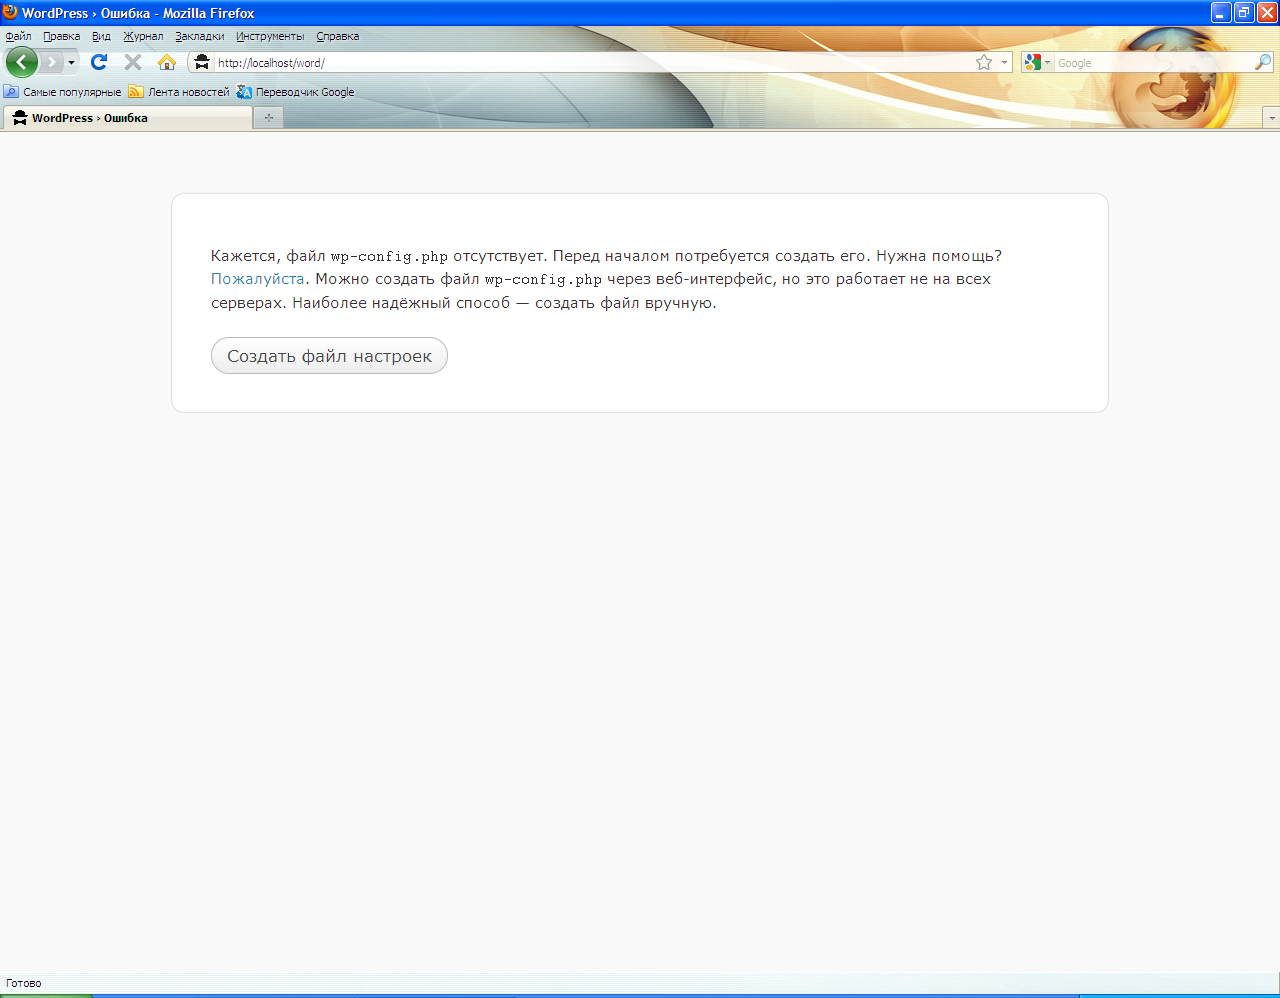 WordPress › Ошибка - Mozilla Firefox
Файл Правка Вид Журнал Закладки Инструменты Справка
http://localhost/word/ Google
Самые популярные Лента новостей Переводчик Google
WordPress › Ошибка
Кажется, файл wp-config.php отсутствует. Перед началом потребуется создать его. Нужна помощь?
Пожалуйста. Можно создать файл wp-config.php через веб-интерфейс, но это работает не на всех
серверах. Наиболее надёжный способ — создать файл вручную.
Создать файл настроек
Готово